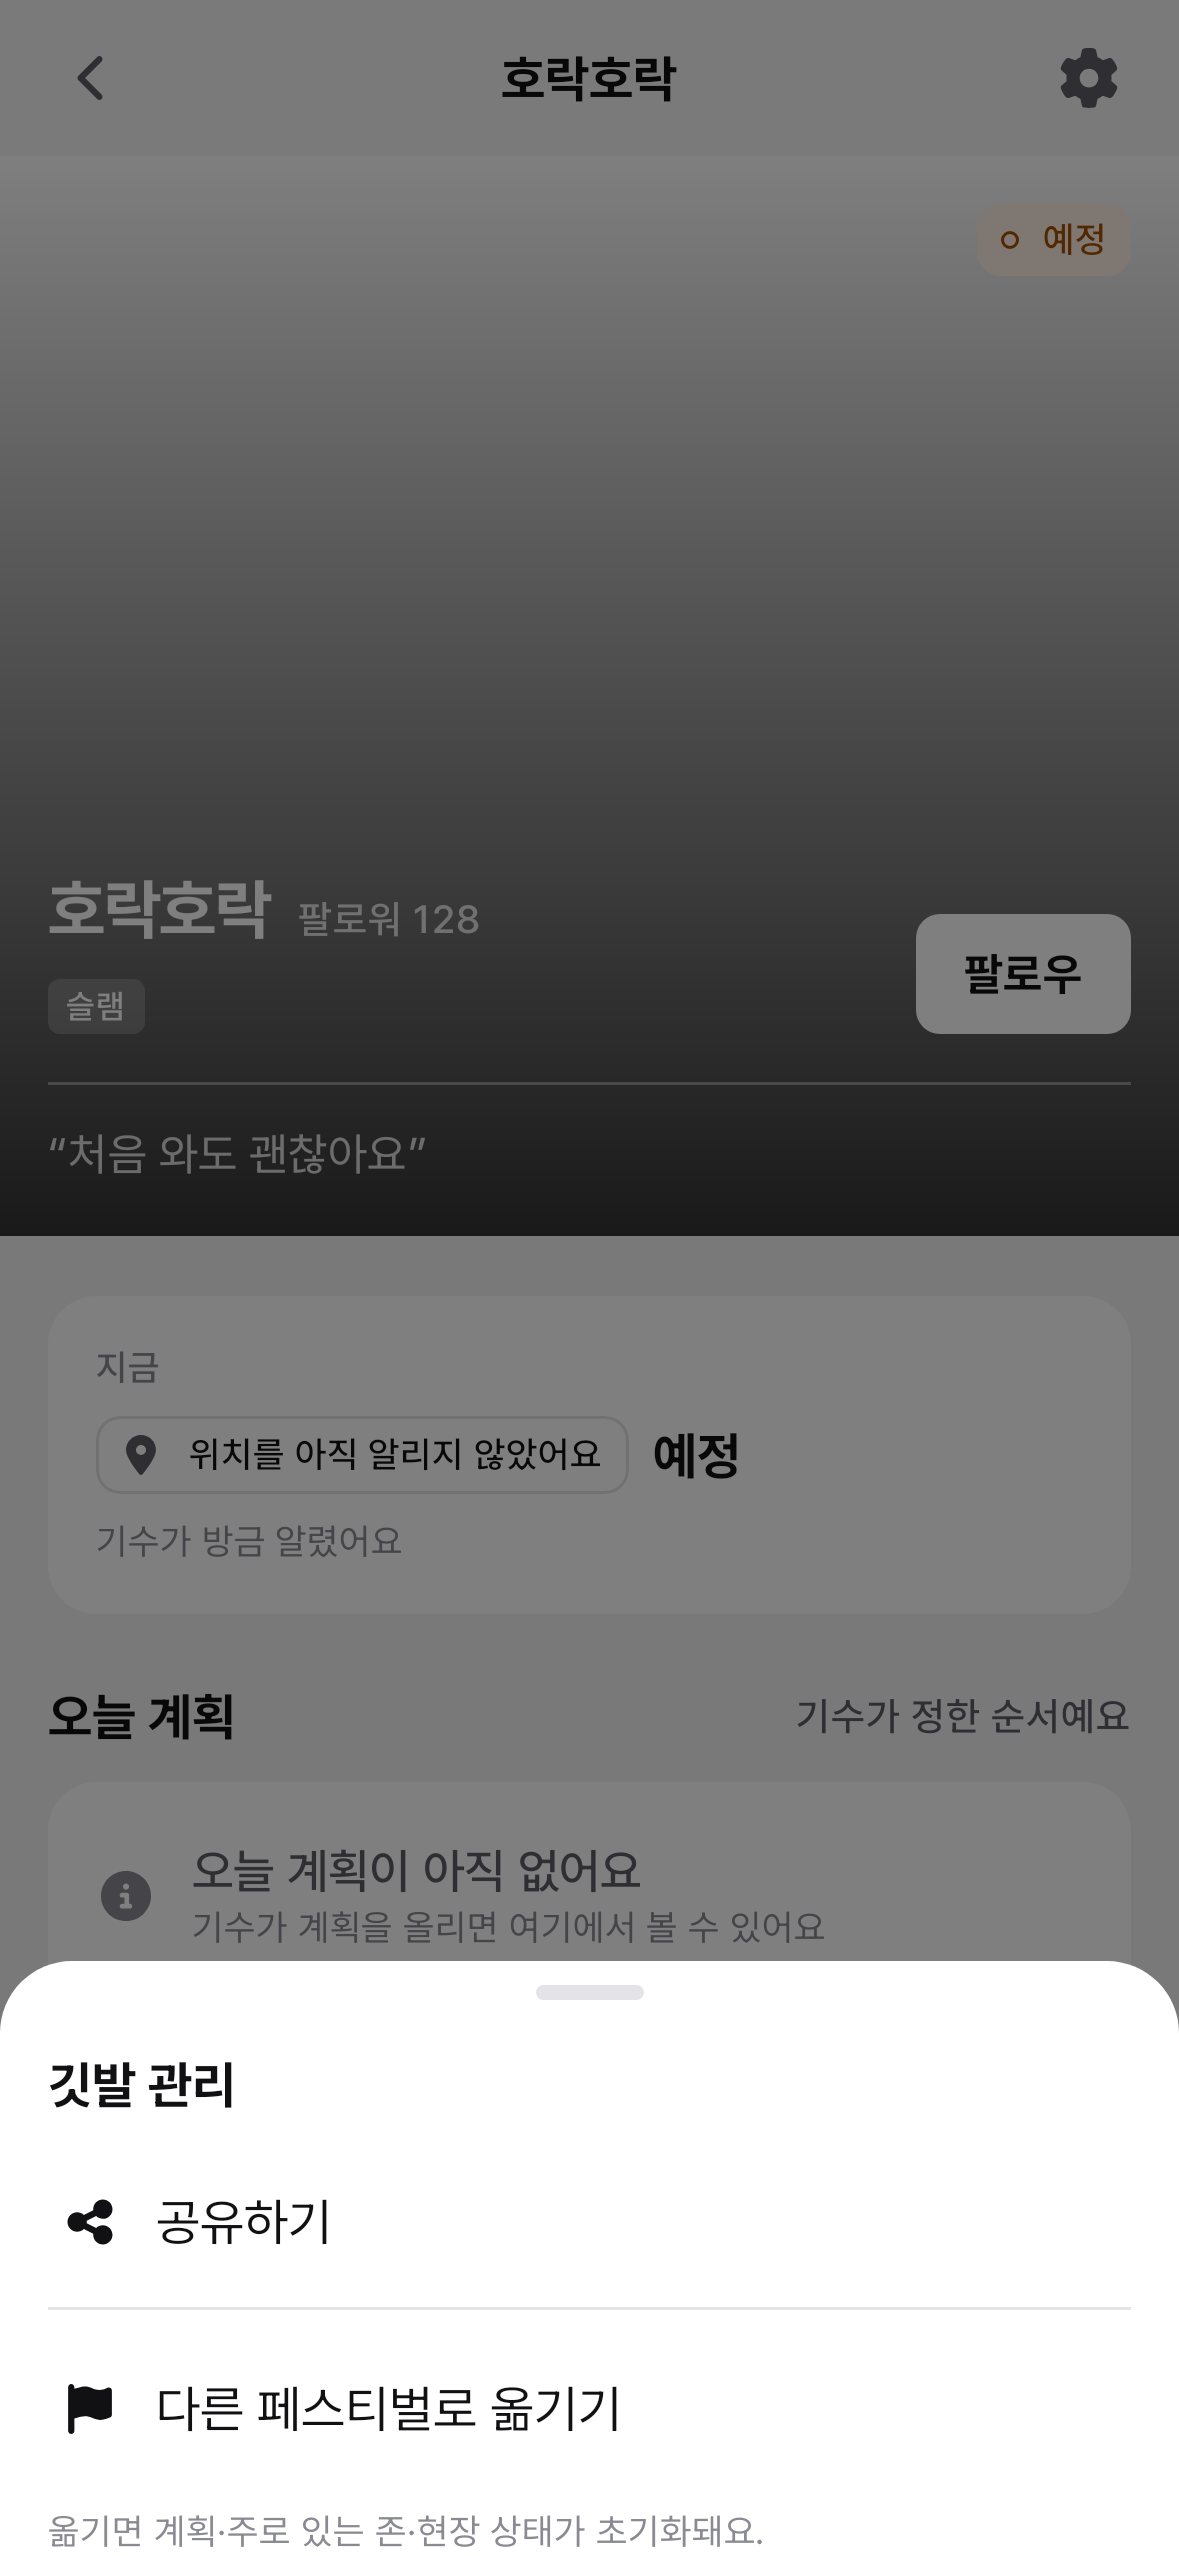 호락호락
예정
호락호락 팔로워 128
슬램
팔로우
“처음 와도 괜찮아요”
지금
위치를 아직 알리지 않았어요 예정
기수가 방금 알렸어요
오늘 계획 기수가 정한 순서예요
오늘 계획이 아직 없어요
기수가 계획을 올리면 여기에서 볼 수 있어요
깃발 관리
공유하기
다른 페스티벌로 옮기기
옮기면 계획·주로 있는 존·현장 상태가 초기화돼요.